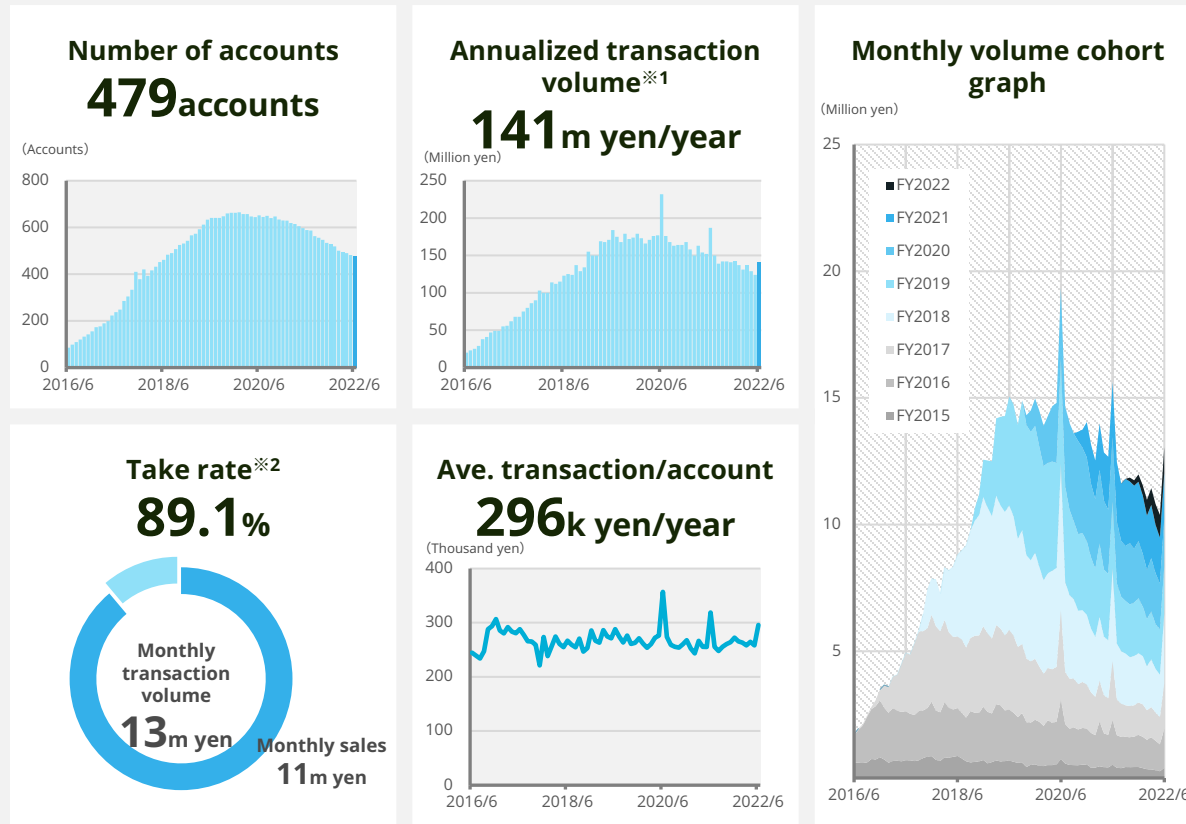 Number of accounts
479accounts
(Accounts)
800
600
400
200
0
2016/6
2018/6
2020/6
2022/6
Annualized transaction
volume※1
141m yen/year
(Million yen)
250
200
150
100
50
0
2016/6
2018/6
2020/6
2022/6
Monthly volume cohort
graph
(Million yen)
25
20
15
10
5
FY2022
FY2021
FY2020
FY2019
FY2018
FY2017
FY2016
FY2015
2016/6
2018/6
2020/6
2022/6
Take rate※2
89.1%
Monthly
transaction
volume
13m yen
Monthly sales
11m yen
Ave. transaction/account
296k yen/year
(Thousand yen)
400
300
200
100
0
2016/6
2018/6
2020/6
2022/6